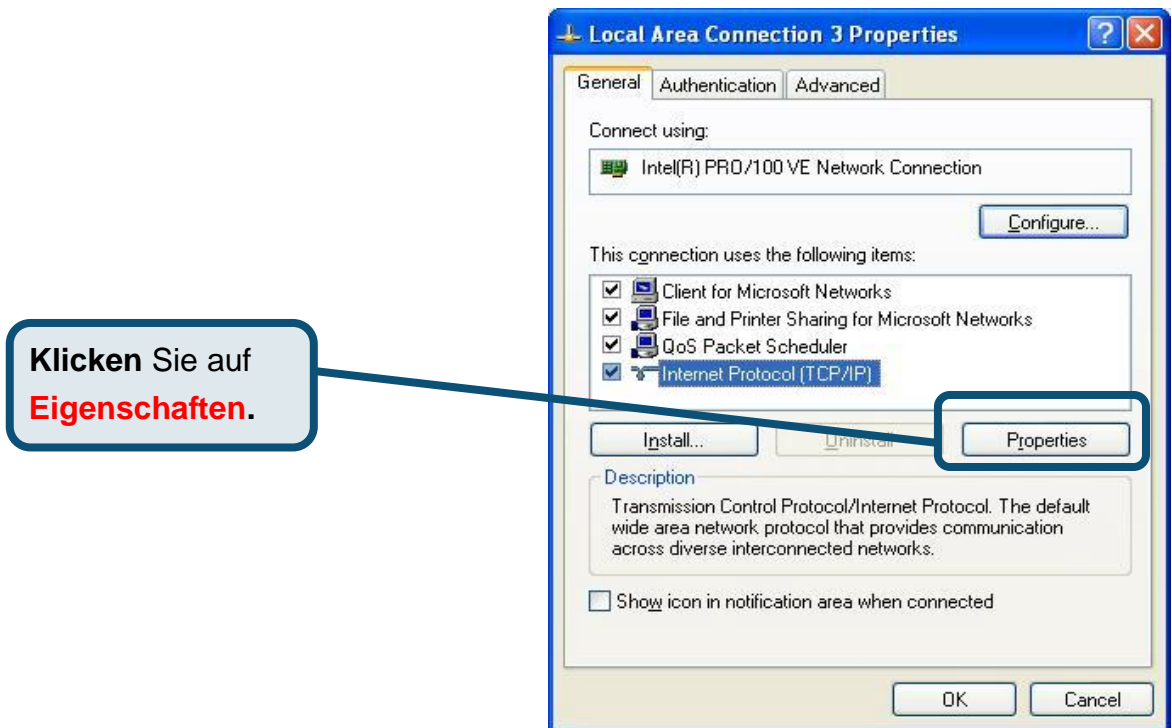 Local Area Connection 3 Properties
General Authentication Advanced
Connect using:
Intel(R) PRO/100 VE Network Connection
Configure...
This connection uses the following items:
Client for Microsoft Networks
File and Printer Sharing for Microsoft Networks
QoS Packet Scheduler
Internet Protocol (TCP/IP)
Klicken Sie auf
Eigenschaften.
Install... Uninstall Properties
Description
Transmission Control Protocol/Internet Protocol. The default
wide area network protocol that provides communication
across diverse interconnected networks.
Show icon in notification area when connected
OK Cancel